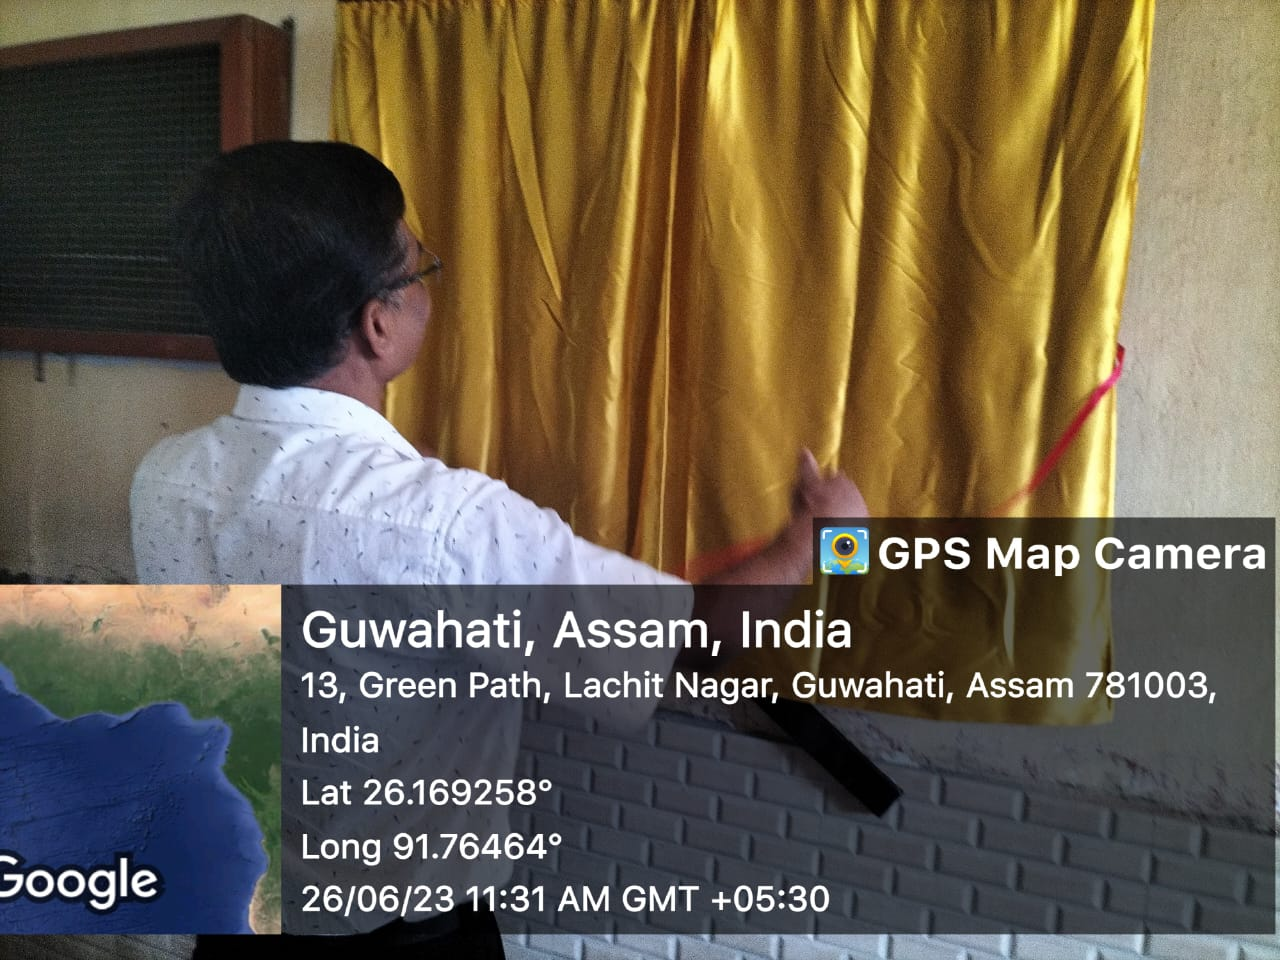 GPS Map Camera
Guwahati, Assam, India
13, Green Path, Lachit Nagar, Guwahati, Assam 781003,
India
Lat 26.169258°
Long 91.76464°
26/06/23 11:31 AM GMT +05:30
Google